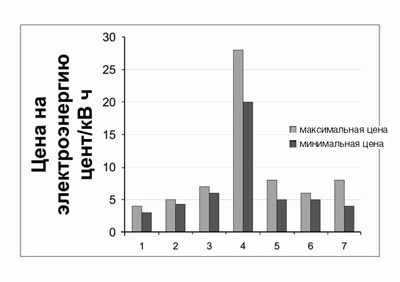 Цена на
электроэнергию
цент/кВ ч
30
25
20
15
10
5
0
1 2 3 4 5 6 7
максимальная цена
минимальная цена